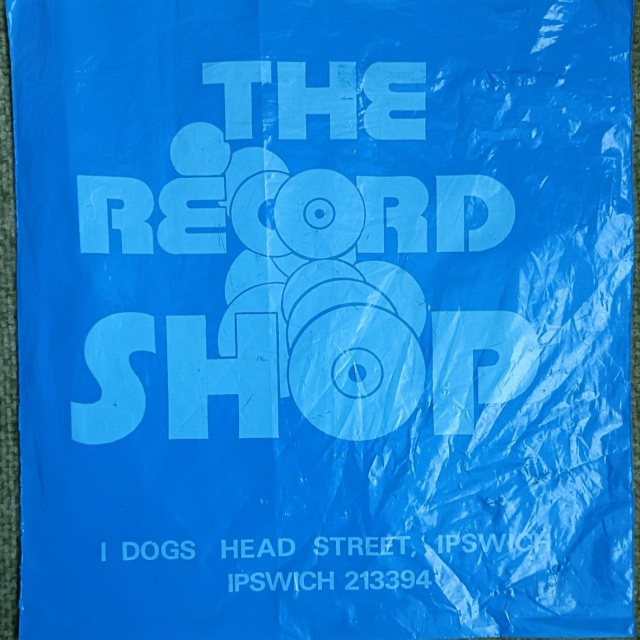 THE
RECORD
SHOP
1 DOGS HEAD STREET, IPSWICH
IPSWICH 213394